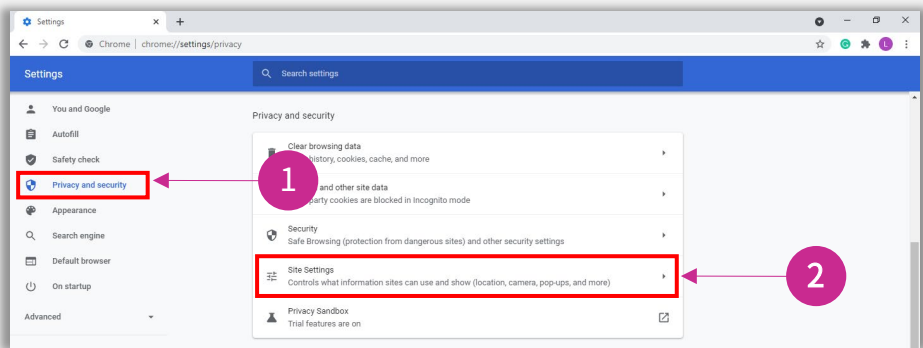 Settings
Chrome | chrome://settings/privacy
L
Settings
Search settings
You and Google
Autofill
Safety check
Privacy and security
Appearance
Search engine
Default browser
On startup
Advanced
Privacy and security
Clear browsing data
history, cookies, cache, and more
1
and other site data
party cookies are blocked in Incognito mode
Security
Safe Browsing (protection from dangerous sites) and other security settings
Site Settings
Controls what information sites can use and show (location, camera, pop-ups, and more)
2
Privacy Sandbox
Trial features are on